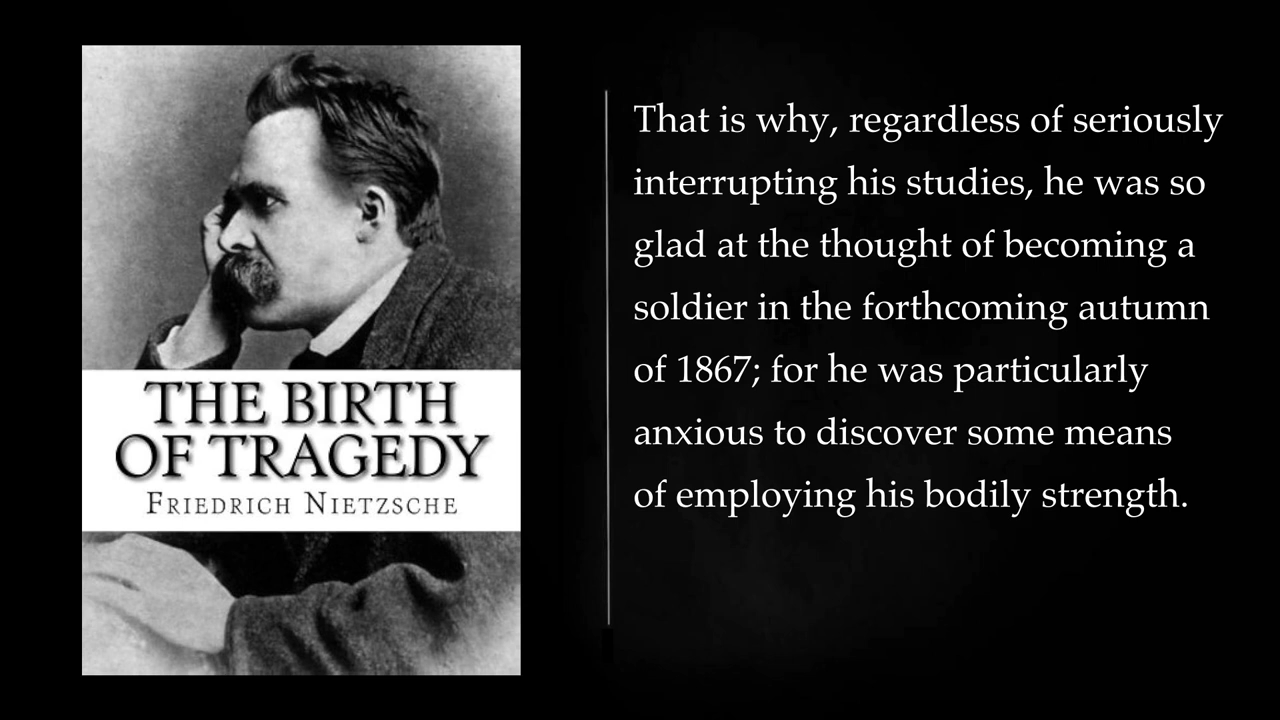 THE BIRTH
OF TRAGEDY
FRIEDRICH NIETZSCHE
That is why, regardless of seriously
interrupting his studies, he was so
glad at the thought of becoming a
soldier in the forthcoming autumn
of 1867; for he was particularly
anxious to discover some means
of employing his bodily strength.